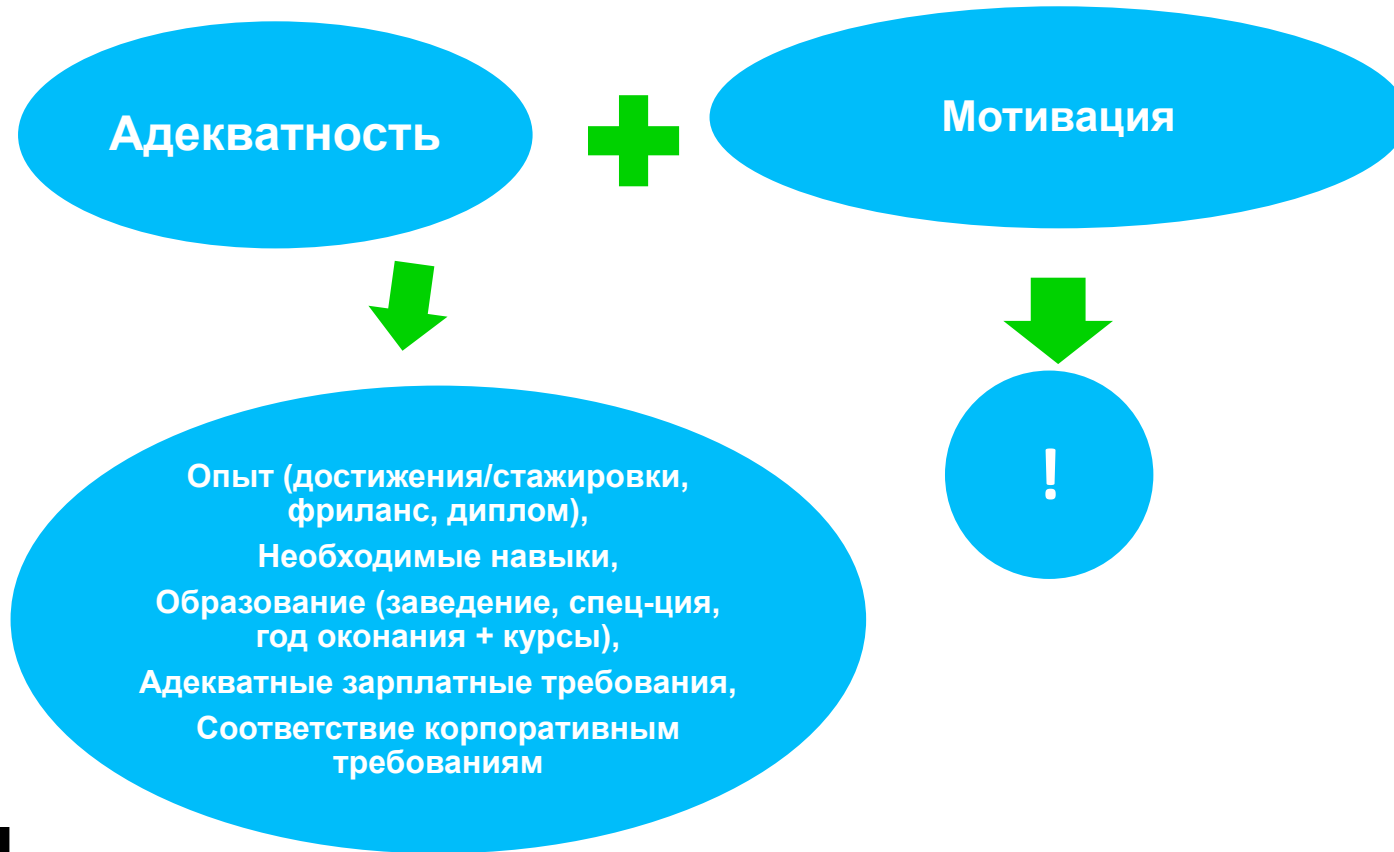 Адекватность
Мотивация
Опыт (достижения/стажировки,
фриланс, диплом),
Необходимые навыки,
Образование (заведение, спец-ция,
год оконания + курсы),
Адекватные зарплатные требования,
Соответствие корпоративным
требованиям
!